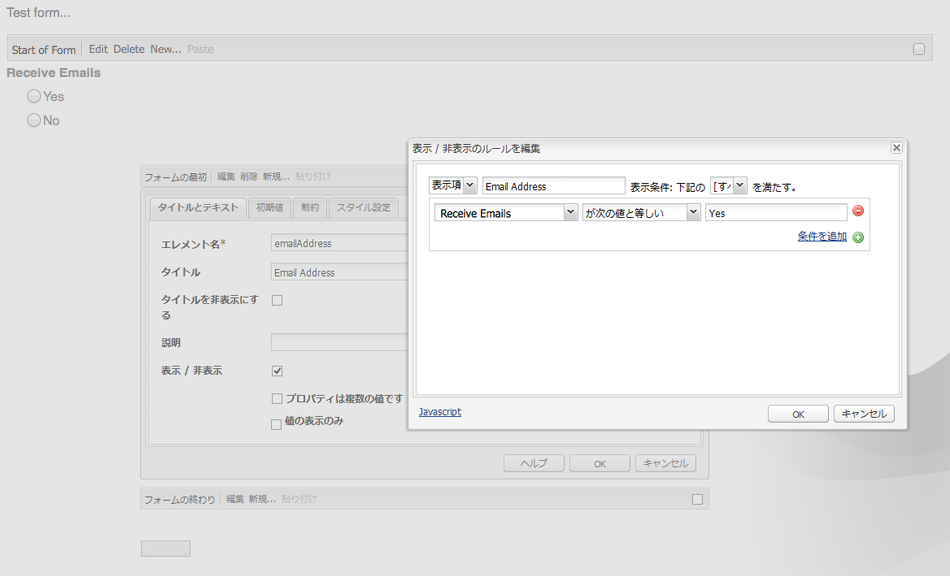 Test form...
Start of Form Edit Delete New... Paste
Receive Emails
Yes
No
表示 / 非表示のルールを編集
表示項 Email Address 表示条件: 下記の [す を満たす。
Receive Emails が次の値と等しい Yes
条件を追加
Javascript OK キャンセル
フォームの最初 編集 削除 新規... 貼り付け
タイトルとテキスト 初期値 制約 スタイル設定
エレメント名* emailAddress
タイトル Email Address
タイトルを非表示にす
る
説明
表示 / 非表示
プロパティは複数の値です
値の表示のみ
ヘルプ OK キャンセル
フォームの終わり 編集 新規... 貼り付け